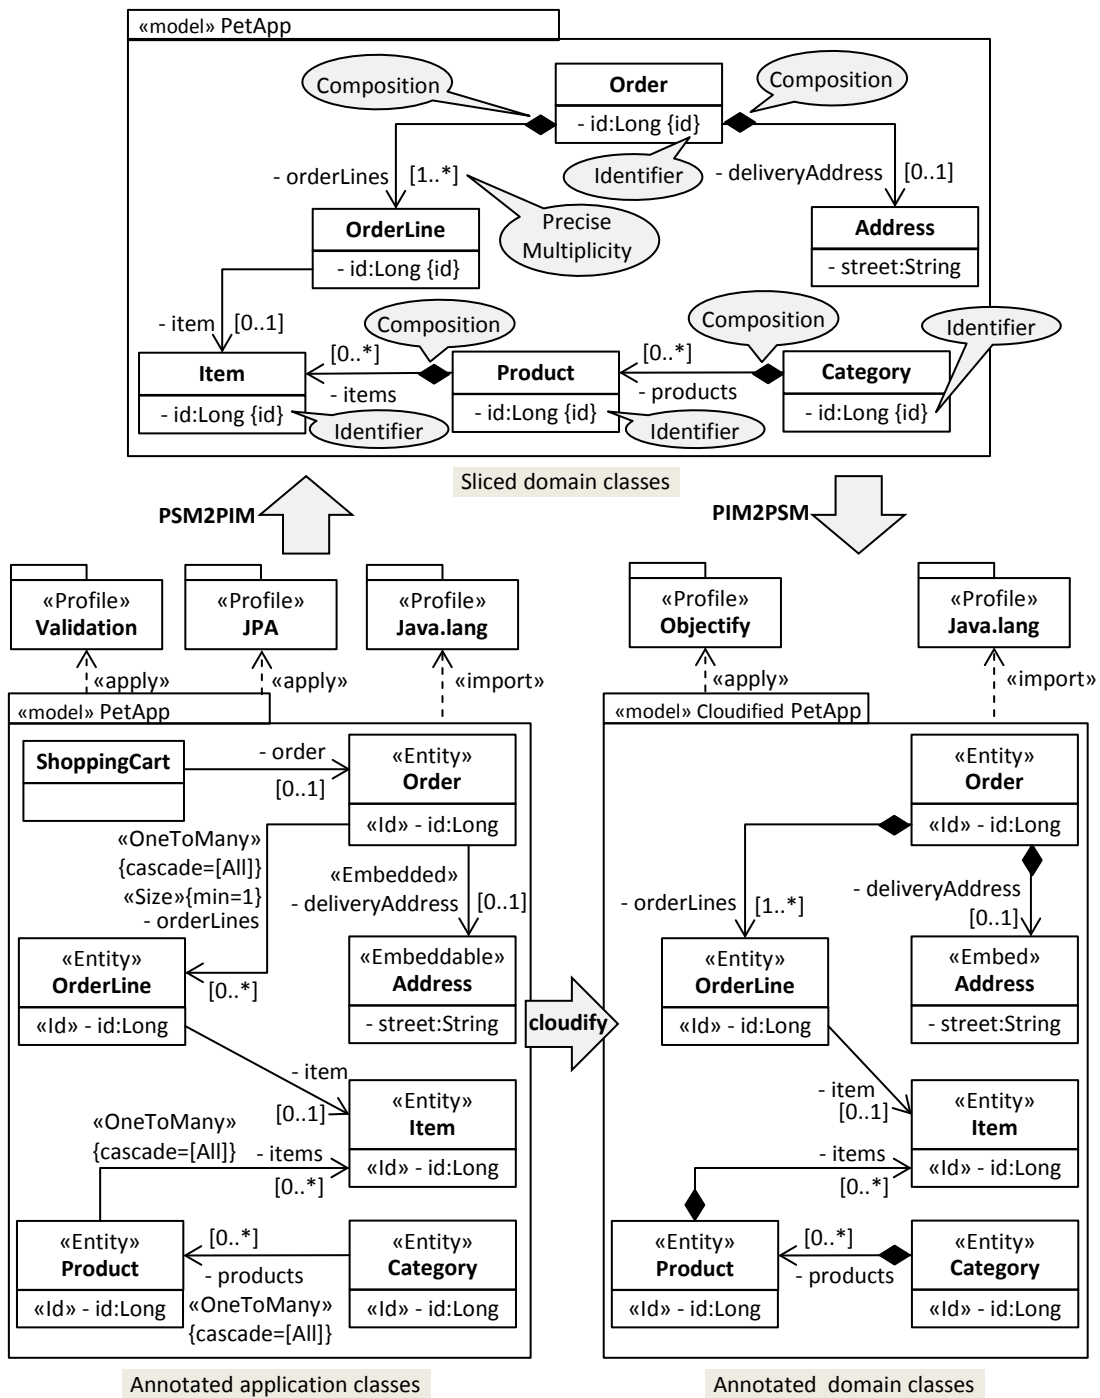 «model» PetApp
Composition
Order
- id:Long {id}
Composition
Identifier
- orderLines
[1..*]
- deliveryAddress
[0..1]
Precise
Multiplicity
OrderLine
- id:Long {id}
Address
- street:String
- item
[0..1]
Composition
Composition
Identifier
[0..*]
[0..*]
Item
- id:Long {id}
- items
Product
- id:Long {id}
- products
Category
- id:Long {id}
Identifier
Identifier
Sliced domain classes
PSM2PIM
PIM2PSM
«Profile»
Validation
«Profile»
JPA
«Profile»
Java.lang
«Profile»
Objectify
«Profile»
Java.lang
«apply»
«apply»
«import»
«apply»
«import»
«model» PetApp
ShoppingCart
- order
[0..1]
«Entity»
Order
«Id» - id:Long
«OneToMany»
{cascade=[All]}
«Size»{min=1}
- orderLines
[0..*]
«Embedded»
- deliveryAddress
[0..1]
«Entity»
OrderLine
«Id» - id:Long
«Embeddable»
Address
- street:String
- item
[0..1]
«Entity»
Item
«Id» - id:Long
«OneToMany»
{cascade=[All]}
- items
[0..*]
«Entity»
Product
«Id» - id:Long
[0..*]
- products
«OneToMany»
{cascade=[All]}
«Entity»
Category
«Id» - id:Long
Annotated application classes
cloudify
«model» Cloudified PetApp
«Entity»
Order
«Id» - id:Long
- orderLines
[1..*]
- deliveryAddress
[0..1]
«Entity»
OrderLine
«Id» - id:Long
«Embed»
Address
- street:String
- item
[0..1]
«Entity»
Item
«Id» - id:Long
- items
[0..*]
«Entity»
Product
«Id» - id:Long
[0..*]
- products
«Entity»
Category
«Id» - id:Long
Annotated domain classes